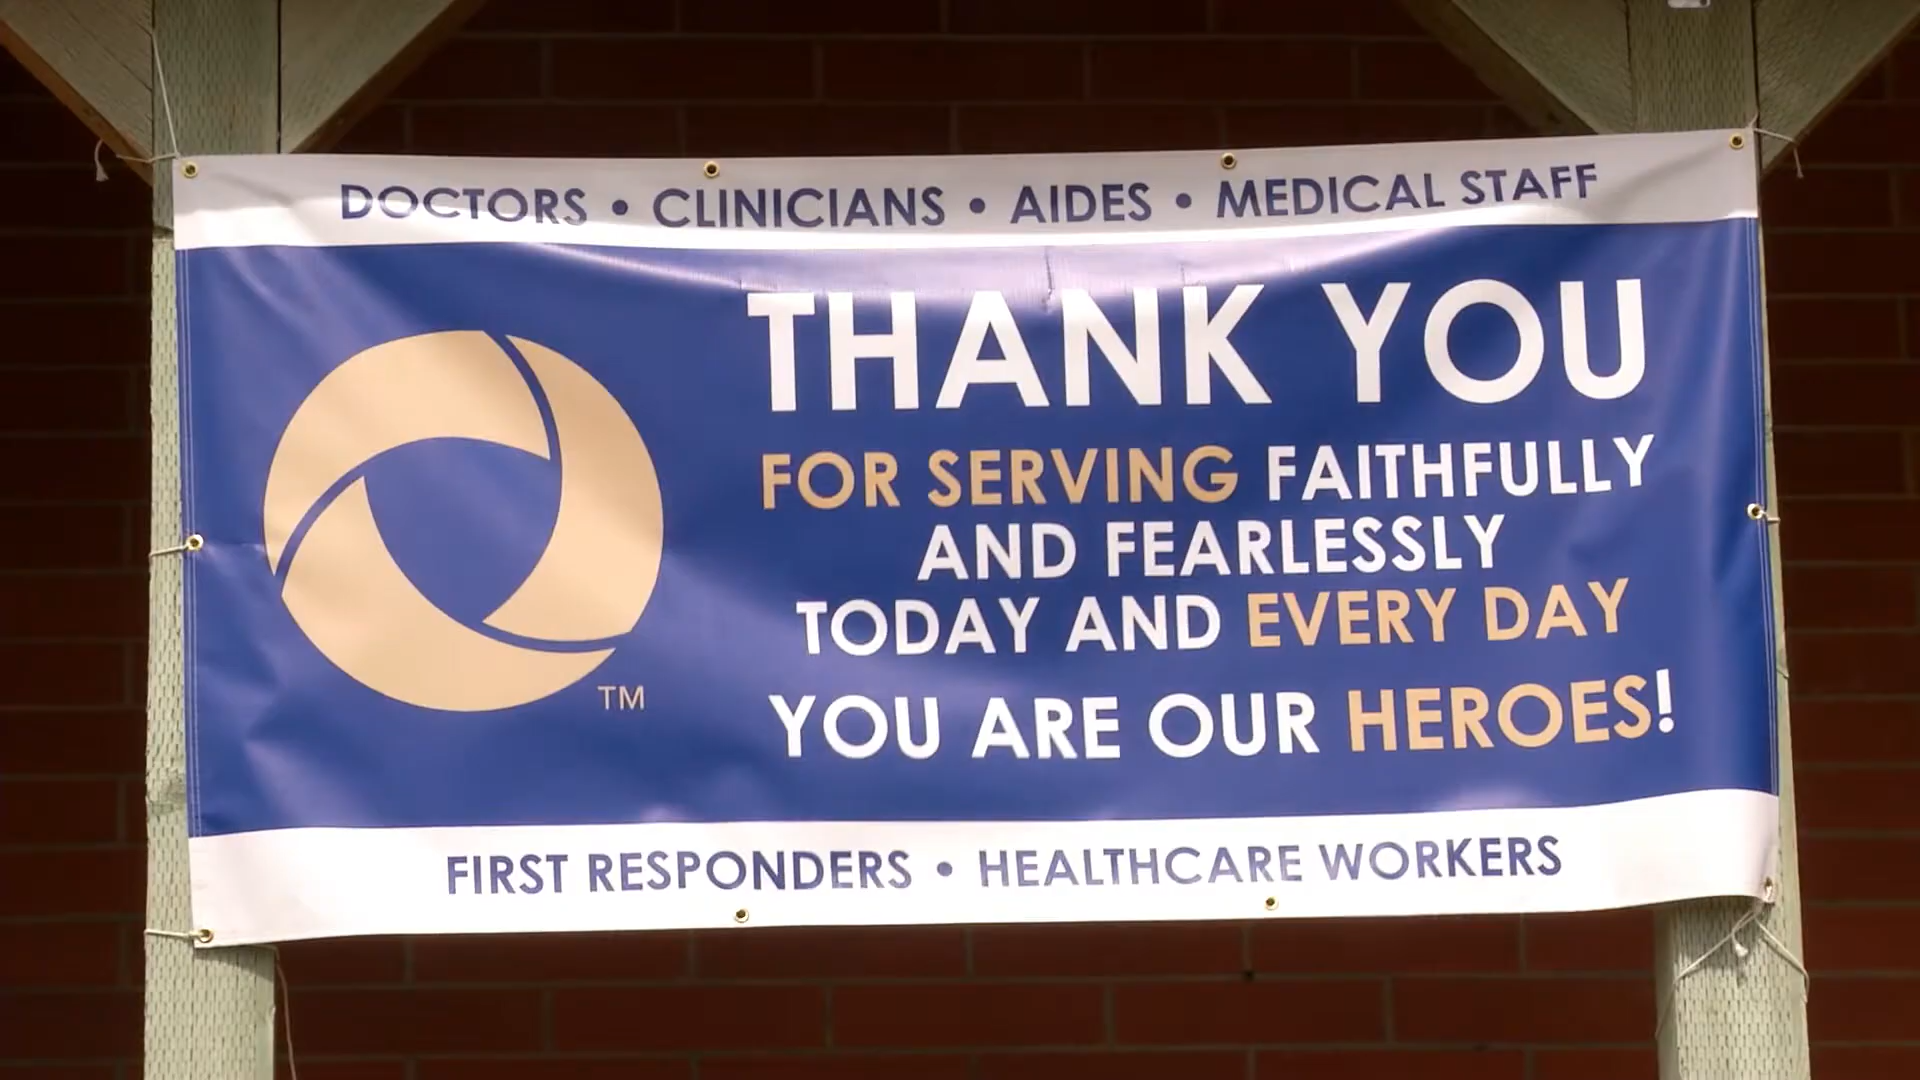 DOCTORS • CLINICIANS • AIDES • MEDICAL STAFF
THANK YOU
FOR SERVING FAITHFULLY
AND FEARLESSLY
TODAY AND EVERY DAY
YOU ARE OUR HEROES!
TM
FIRST RESPONDERS • HEALTHCARE WORKERS